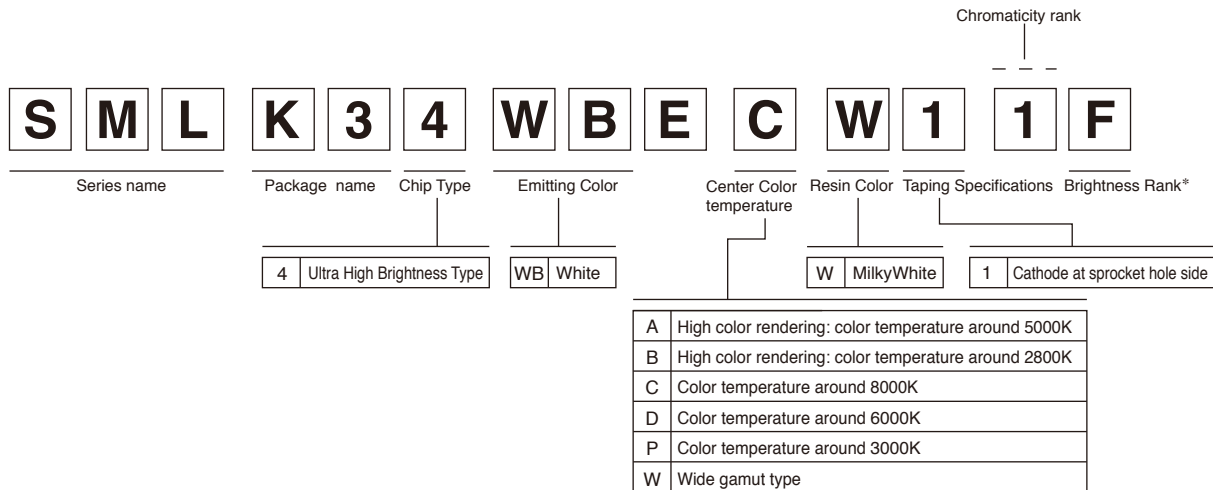 Chromaticity rank
S M L K 3 4 W B E C W 1 1 F
Series name Package name Chip Type Emitting Color Center Color temperature Resin Color Taping Specifications Brightness Rank*
4 Ultra High Brightness Type WB White W MilkyWhite 1 Cathode at sprocket hole side
A High color rendering: color temperature around 5000K
B High color rendering: color temperature around 2800K
C Color temperature around 8000K
D Color temperature around 6000K
P Color temperature around 3000K
W Wide gamut type